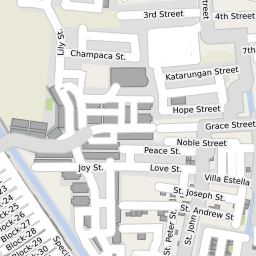 3rd Street
4th Street
Lily St.
Champaca St.
7th
Katarungan Street
Hope Street
Grace Street
Noble Street
Peace St.
Joy St.
Love St.
Villa Estella
St. Joseph St.
St. Andrew St
St. Peter St.
St. John
Block-25
Block-26
Block-27
Block-28
Block-29
Block-30